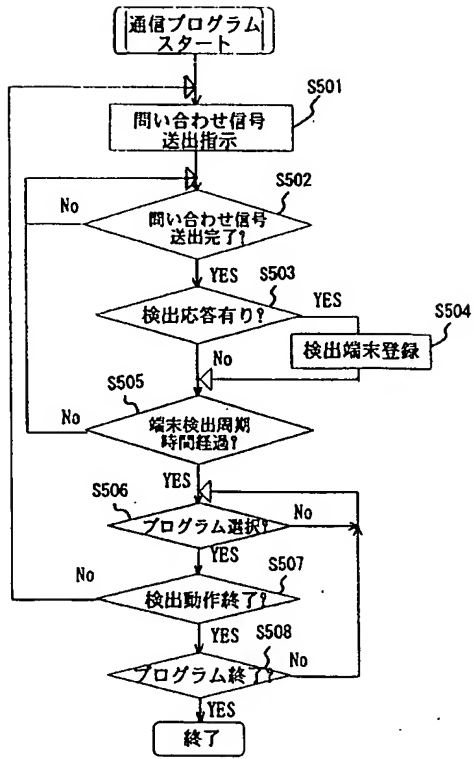 通信プログラム
スタート
S501
問い合わせ信号
送出指示
S502
No
問い合わせ信号
送出完了?
YES
S503
YES
S504
検出応答有り?
検出端末登録
No
S505
No
端末検出周期
時間経過?
YES
S506
No
プログラム選択?
YES
S507
No
検出動作終了?
YES
S508
No
プログラム終了?
YES
終了